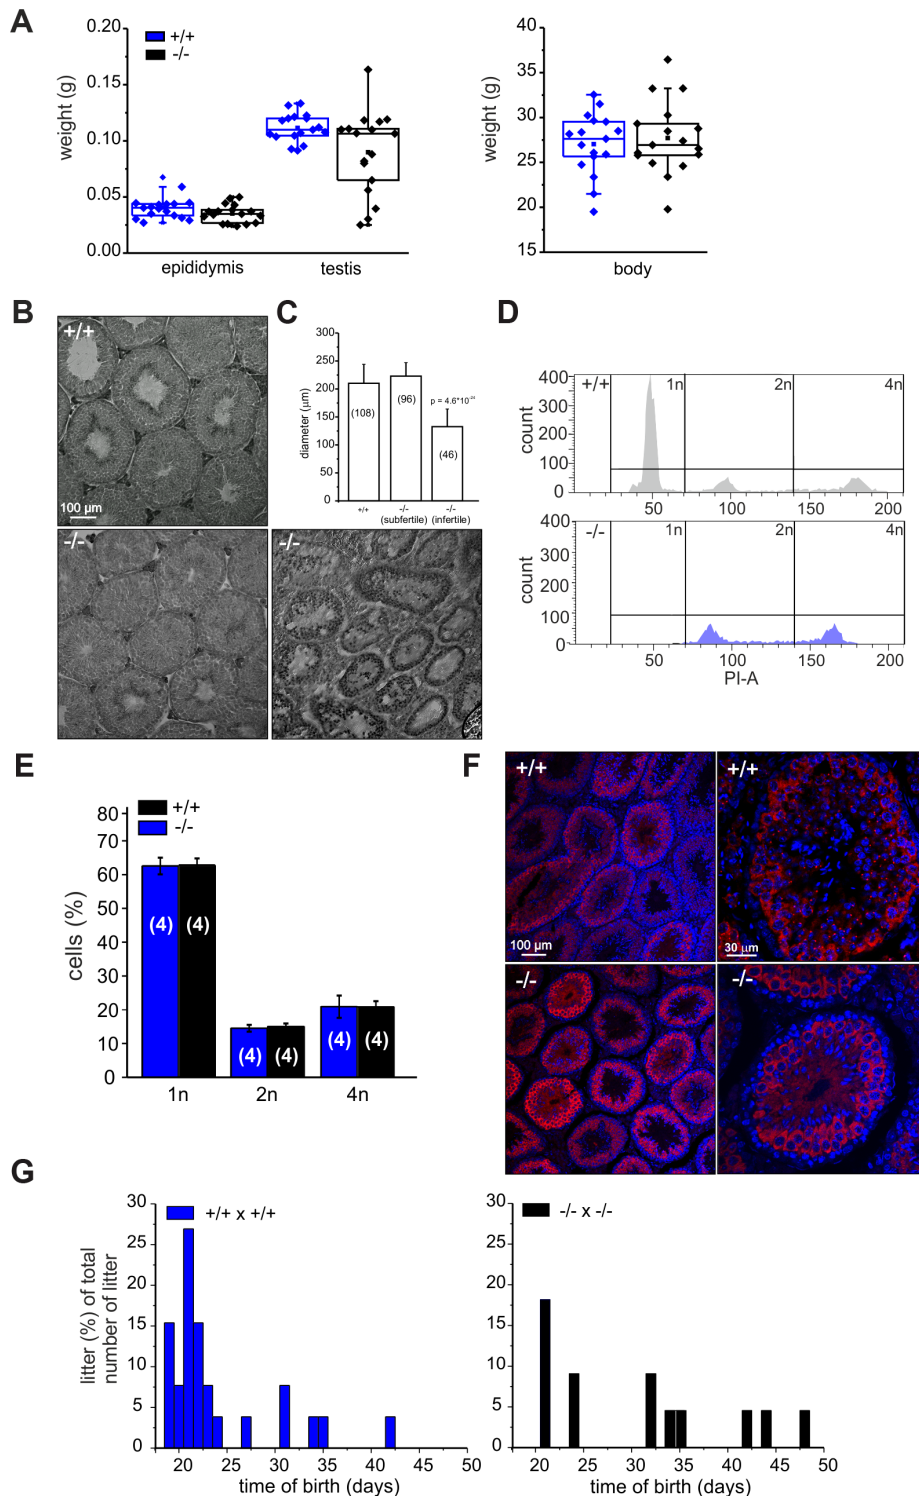 A
0.20
0.15
0.10
0.05
0.00
weight (g)
+/+
-/-
epididymis testis
40
35
30
25
20
15
weight (g)
body
B
+/+
100 µm
-/-
-/-
C
300
250
200
150
100
50
0
diameter (µm)
(108)
(96)
p = 4.6*10⁻²⁴
(46)
+/+ -/- -/-
(subfertile) (infertile)
D
400
300
200
100
0
count
+/+ 1n 2n 4n
50 100 150 200
400
300
200
100
0
count
-/- 1n 2n 4n
50 100 150 200
PI-A
E
80
70
60
50
40
30
20
10
0
cells (%)
+/+
-/-
(4) (4)
(4) (4)
(4) (4)
1n 2n 4n
F
+/+ +/+
100 µm 30 µm
-/- -/-
G
30
25
20
15
10
5
0
litter (%) of total
number of litter
+/+ x +/+
20 25 30 35 40 45 50
time of birth (days)
30
25
20
15
10
5
0
-/- x -/-
20 25 30 35 40 45 50
time of birth (days)